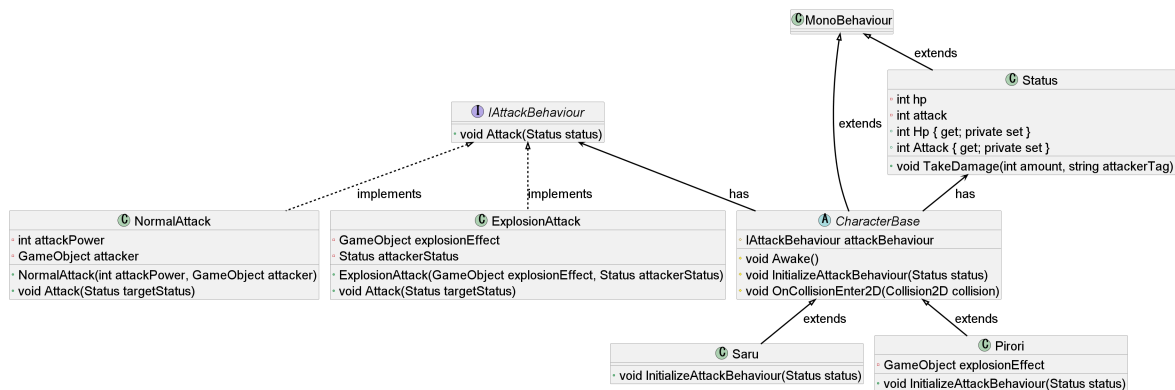 C MonoBehaviour
extends
C Status
int hp
int attack
int Hp { get; private set }
int Attack { get; private set }
void TakeDamage(int amount, string attackerTag)
I IAttackBehaviour
void Attack(Status status)
extends
implements
implements
has
has
C NormalAttack
int attackPower
GameObject attacker
NormalAttack(int attackPower, GameObject attacker)
void Attack(Status targetStatus)
C ExplosionAttack
GameObject explosionEffect
Status attackerStatus
ExplosionAttack(GameObject explosionEffect, Status attackerStatus)
void Attack(Status targetStatus)
A CharacterBase
IAttackBehaviour attackBehaviour
void Awake()
void InitializeAttackBehaviour(Status status)
void OnCollisionEnter2D(Collision2D collision)
extends
extends
C Saru
void InitializeAttackBehaviour(Status status)
C Pirori
GameObject explosionEffect
void InitializeAttackBehaviour(Status status)